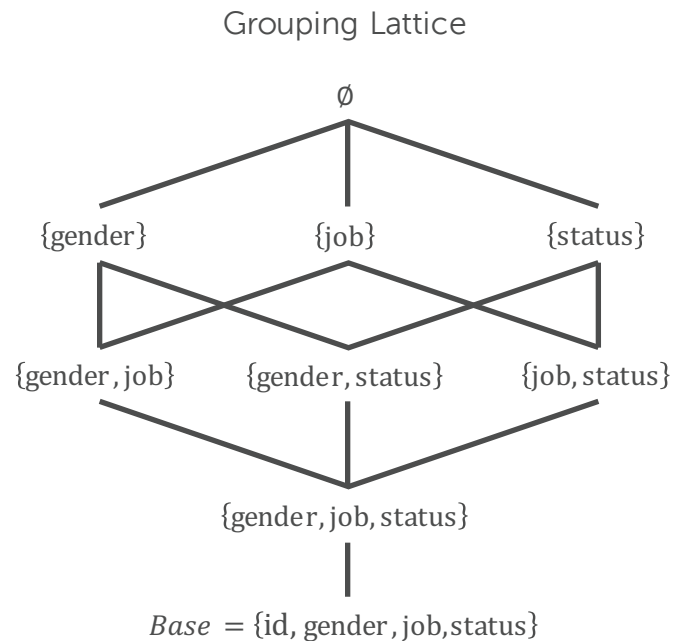 Grouping Lattice
∅
{gender} {job} {status}
{gender, job} {gender, status} {job, status}
{gender, job, status}
Base = {id, gender, job,status}